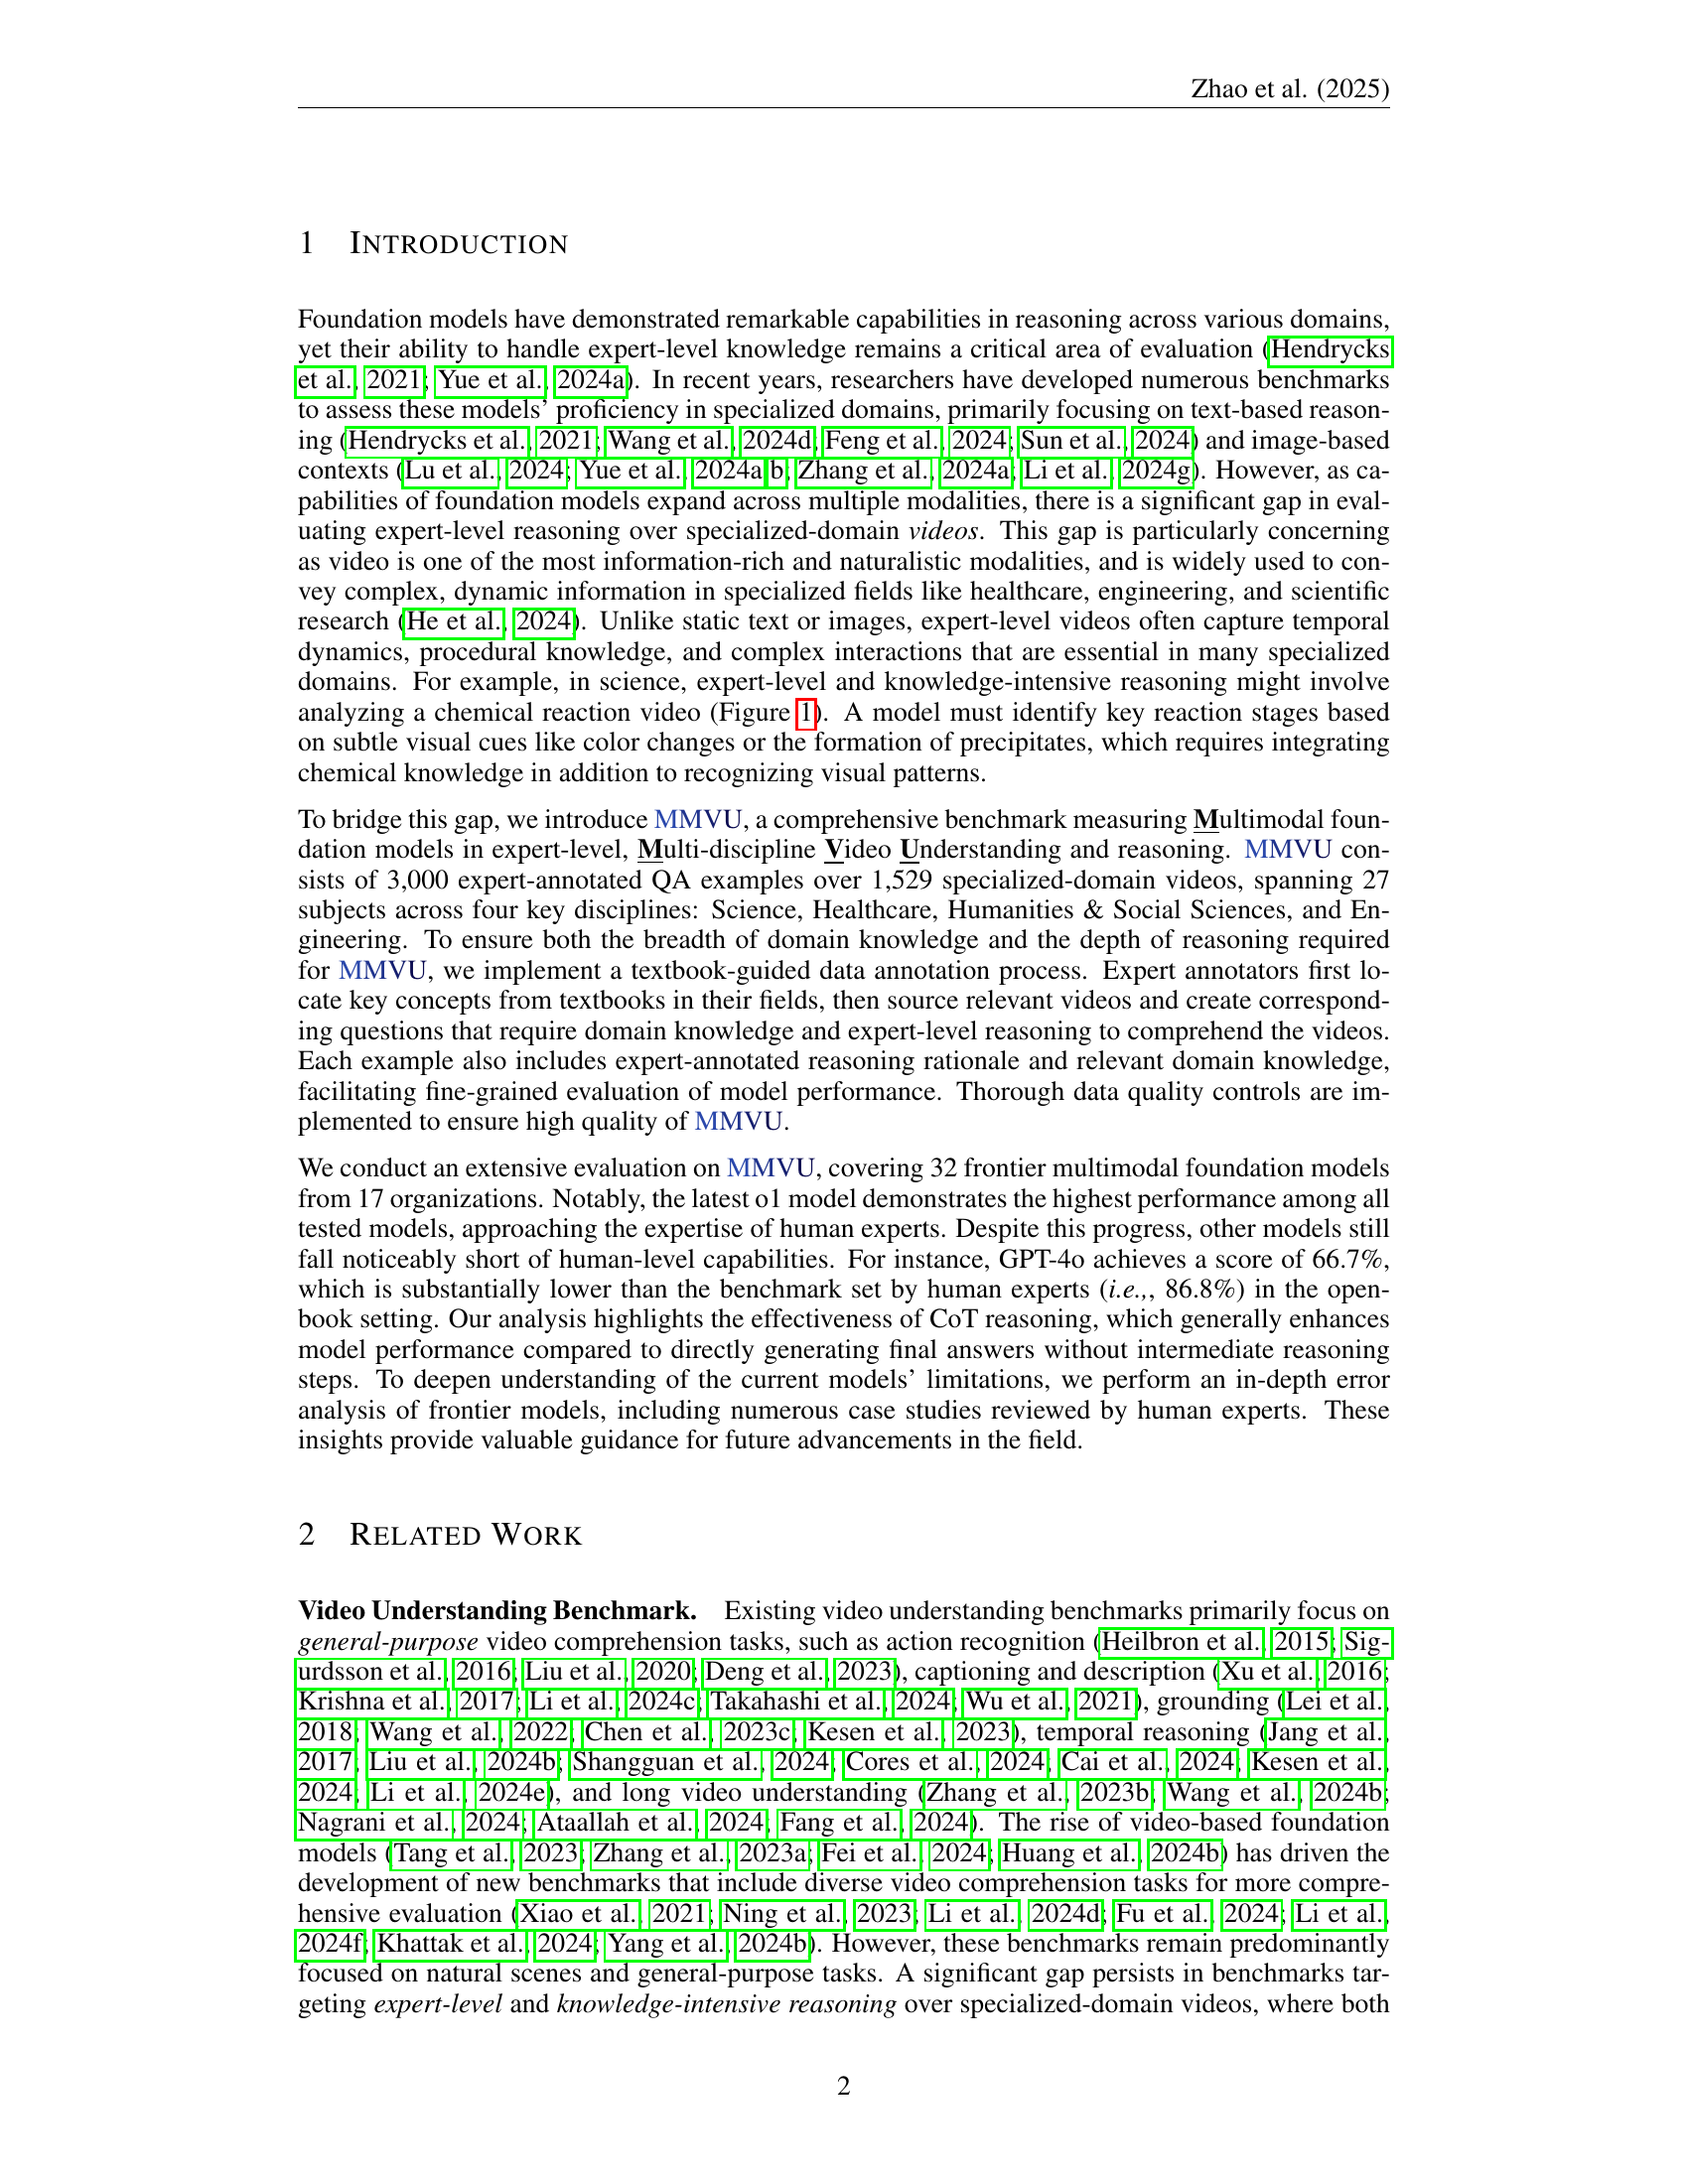 Zhao et al. (2025)
1 INTRODUCTION
Foundation models have demonstrated remarkable capabilities in reasoning across various domains,
yet their ability to handle expert-level knowledge remains a critical area of evaluation (Hendrycks
et al., 2021; Yue et al., 2024a). In recent years, researchers have developed numerous benchmarks
to assess these models’ proficiency in specialized domains, primarily focusing on text-based reason-
ing (Hendrycks et al., 2021; Wang et al., 2024d; Feng et al., 2024; Sun et al., 2024) and image-based
contexts (Lu et al., 2024; Yue et al., 2024a;b; Zhang et al., 2024a; Li et al., 2024g). However, as ca-
pabilities of foundation models expand across multiple modalities, there is a significant gap in eval-
uating expert-level reasoning over specialized-domain videos. This gap is particularly concerning
as video is one of the most information-rich and naturalistic modalities, and is widely used to con-
vey complex, dynamic information in specialized fields like healthcare, engineering, and scientific
research (He et al., 2024). Unlike static text or images, expert-level videos often capture temporal
dynamics, procedural knowledge, and complex interactions that are essential in many specialized
domains. For example, in science, expert-level and knowledge-intensive reasoning might involve
analyzing a chemical reaction video (Figure 1). A model must identify key reaction stages based
on subtle visual cues like color changes or the formation of precipitates, which requires integrating
chemical knowledge in addition to recognizing visual patterns.
To bridge this gap, we introduce MMVU, a comprehensive benchmark measuring Multimodal foun-
dation models in expert-level, Multi-discipline Video Understanding and reasoning. MMVU con-
sists of 3,000 expert-annotated QA examples over 1,529 specialized-domain videos, spanning 27
subjects across four key disciplines: Science, Healthcare, Humanities & Social Sciences, and En-
gineering. To ensure both the breadth of domain knowledge and the depth of reasoning required
for MMVU, we implement a textbook-guided data annotation process. Expert annotators first lo-
cate key concepts from textbooks in their fields, then source relevant videos and create correspond-
ing questions that require domain knowledge and expert-level reasoning to comprehend the videos.
Each example also includes expert-annotated reasoning rationale and relevant domain knowledge,
facilitating fine-grained evaluation of model performance. Thorough data quality controls are im-
plemented to ensure high quality of MMVU.
We conduct an extensive evaluation on MMVU, covering 32 frontier multimodal foundation models
from 17 organizations. Notably, the latest o1 model demonstrates the highest performance among all
tested models, approaching the expertise of human experts. Despite this progress, other models still
fall noticeably short of human-level capabilities. For instance, GPT-4o achieves a score of 66.7%,
which is substantially lower than the benchmark set by human experts (i.e.,, 86.8%) in the open-
book setting. Our analysis highlights the effectiveness of CoT reasoning, which generally enhances
model performance compared to directly generating final answers without intermediate reasoning
steps. To deepen understanding of the current models’ limitations, we perform an in-depth error
analysis of frontier models, including numerous case studies reviewed by human experts. These
insights provide valuable guidance for future advancements in the field.
2 RELATED WORK
Video Understanding Benchmark. Existing video understanding benchmarks primarily focus on
general-purpose video comprehension tasks, such as action recognition (Heilbron et al., 2015; Sig-
urdsson et al., 2016; Liu et al., 2020; Deng et al., 2023), captioning and description (Xu et al., 2016;
Krishna et al., 2017; Li et al., 2024c; Takahashi et al., 2024; Wu et al., 2021), grounding (Lei et al.,
2018; Wang et al., 2022; Chen et al., 2023c; Kesen et al., 2023), temporal reasoning (Jang et al.,
2017; Liu et al., 2024b; Shangguan et al., 2024; Cores et al., 2024; Cai et al., 2024; Kesen et al.,
2024; Li et al., 2024e), and long video understanding (Zhang et al., 2023b; Wang et al., 2024b;
Nagrani et al., 2024; Ataallah et al., 2024; Fang et al., 2024). The rise of video-based foundation
models (Tang et al., 2023; Zhang et al., 2023a; Fei et al., 2024; Huang et al., 2024b) has driven the
development of new benchmarks that include diverse video comprehension tasks for more compre-
hensive evaluation (Xiao et al., 2021; Ning et al., 2023; Li et al., 2024d; Fu et al., 2024; Li et al.,
2024f; Khattak et al., 2024; Yang et al., 2024b). However, these benchmarks remain predominantly
focused on natural scenes and general-purpose tasks. A significant gap persists in benchmarks tar-
geting expert-level and knowledge-intensive reasoning over specialized-domain videos, where both
2